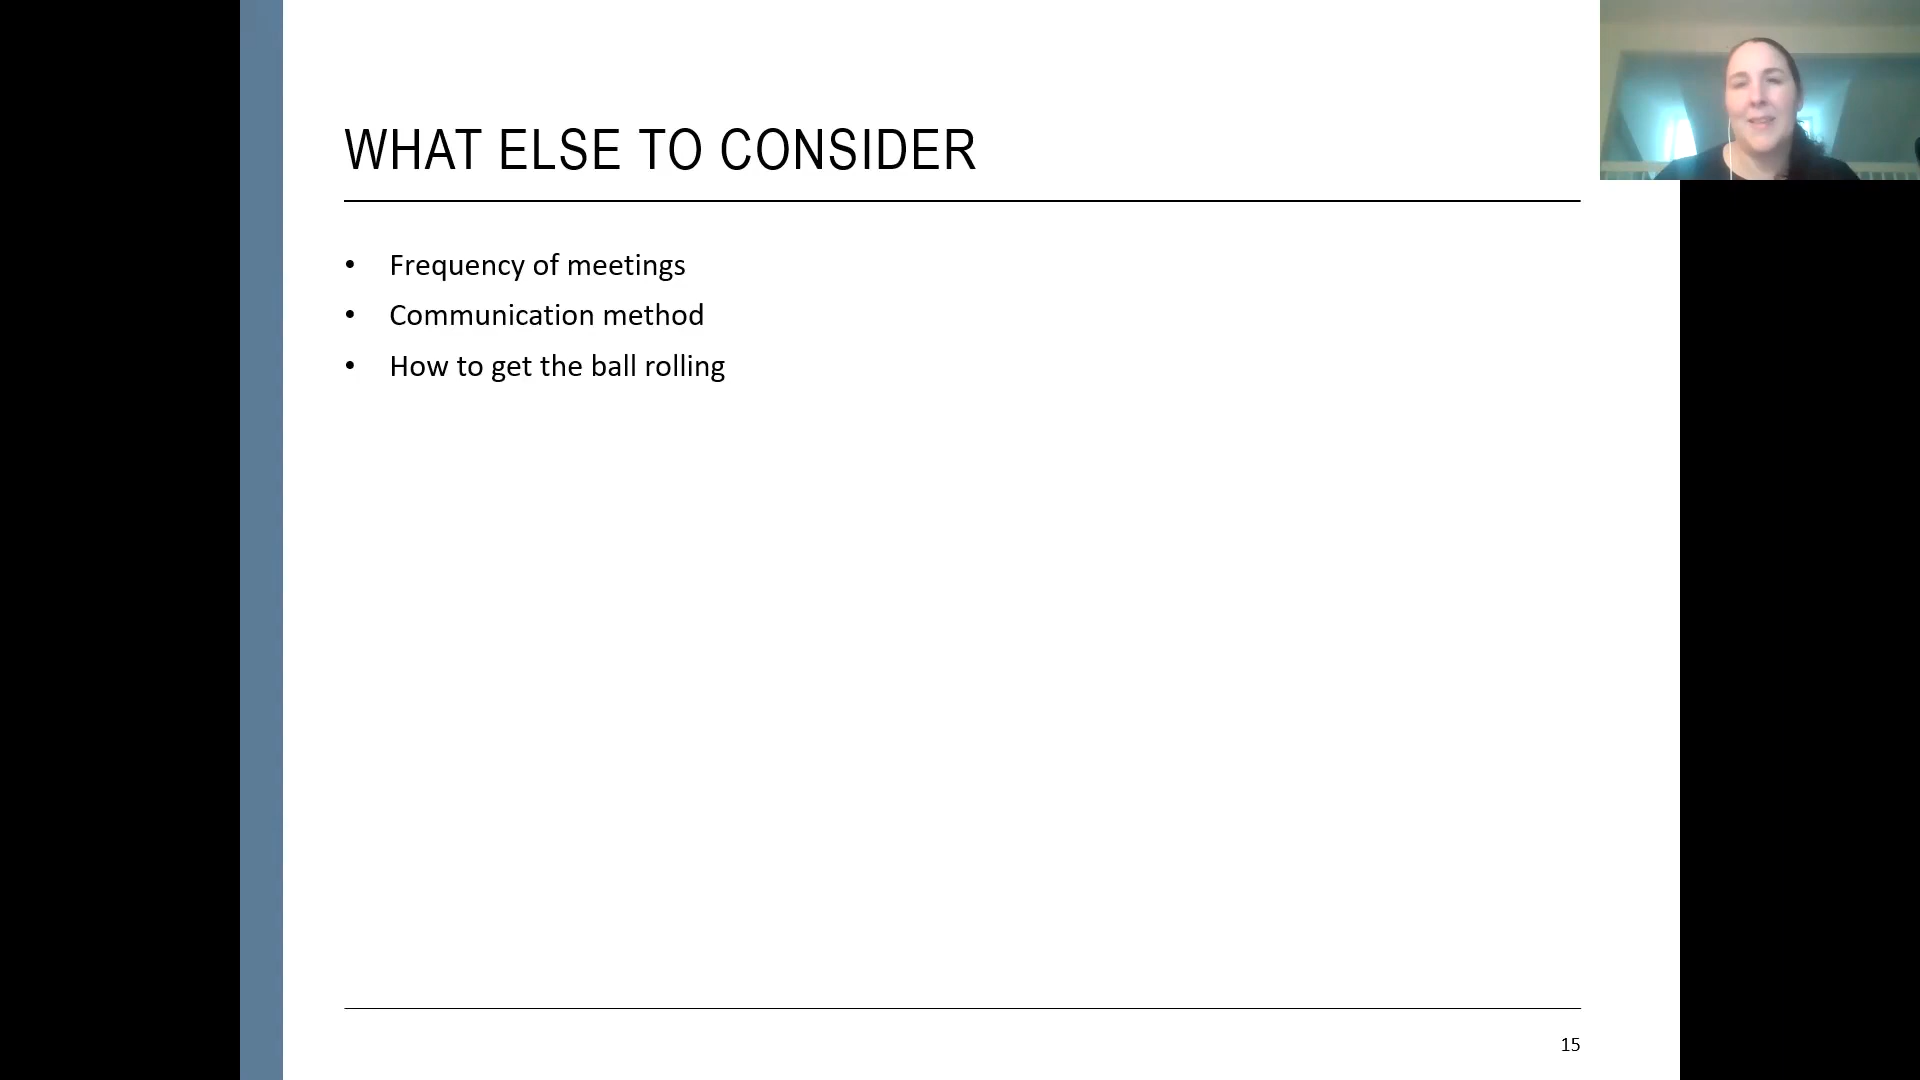 WHAT ELSE TO CONSIDER
• Frequency of meetings
• Communication method
• How to get the ball rolling
15